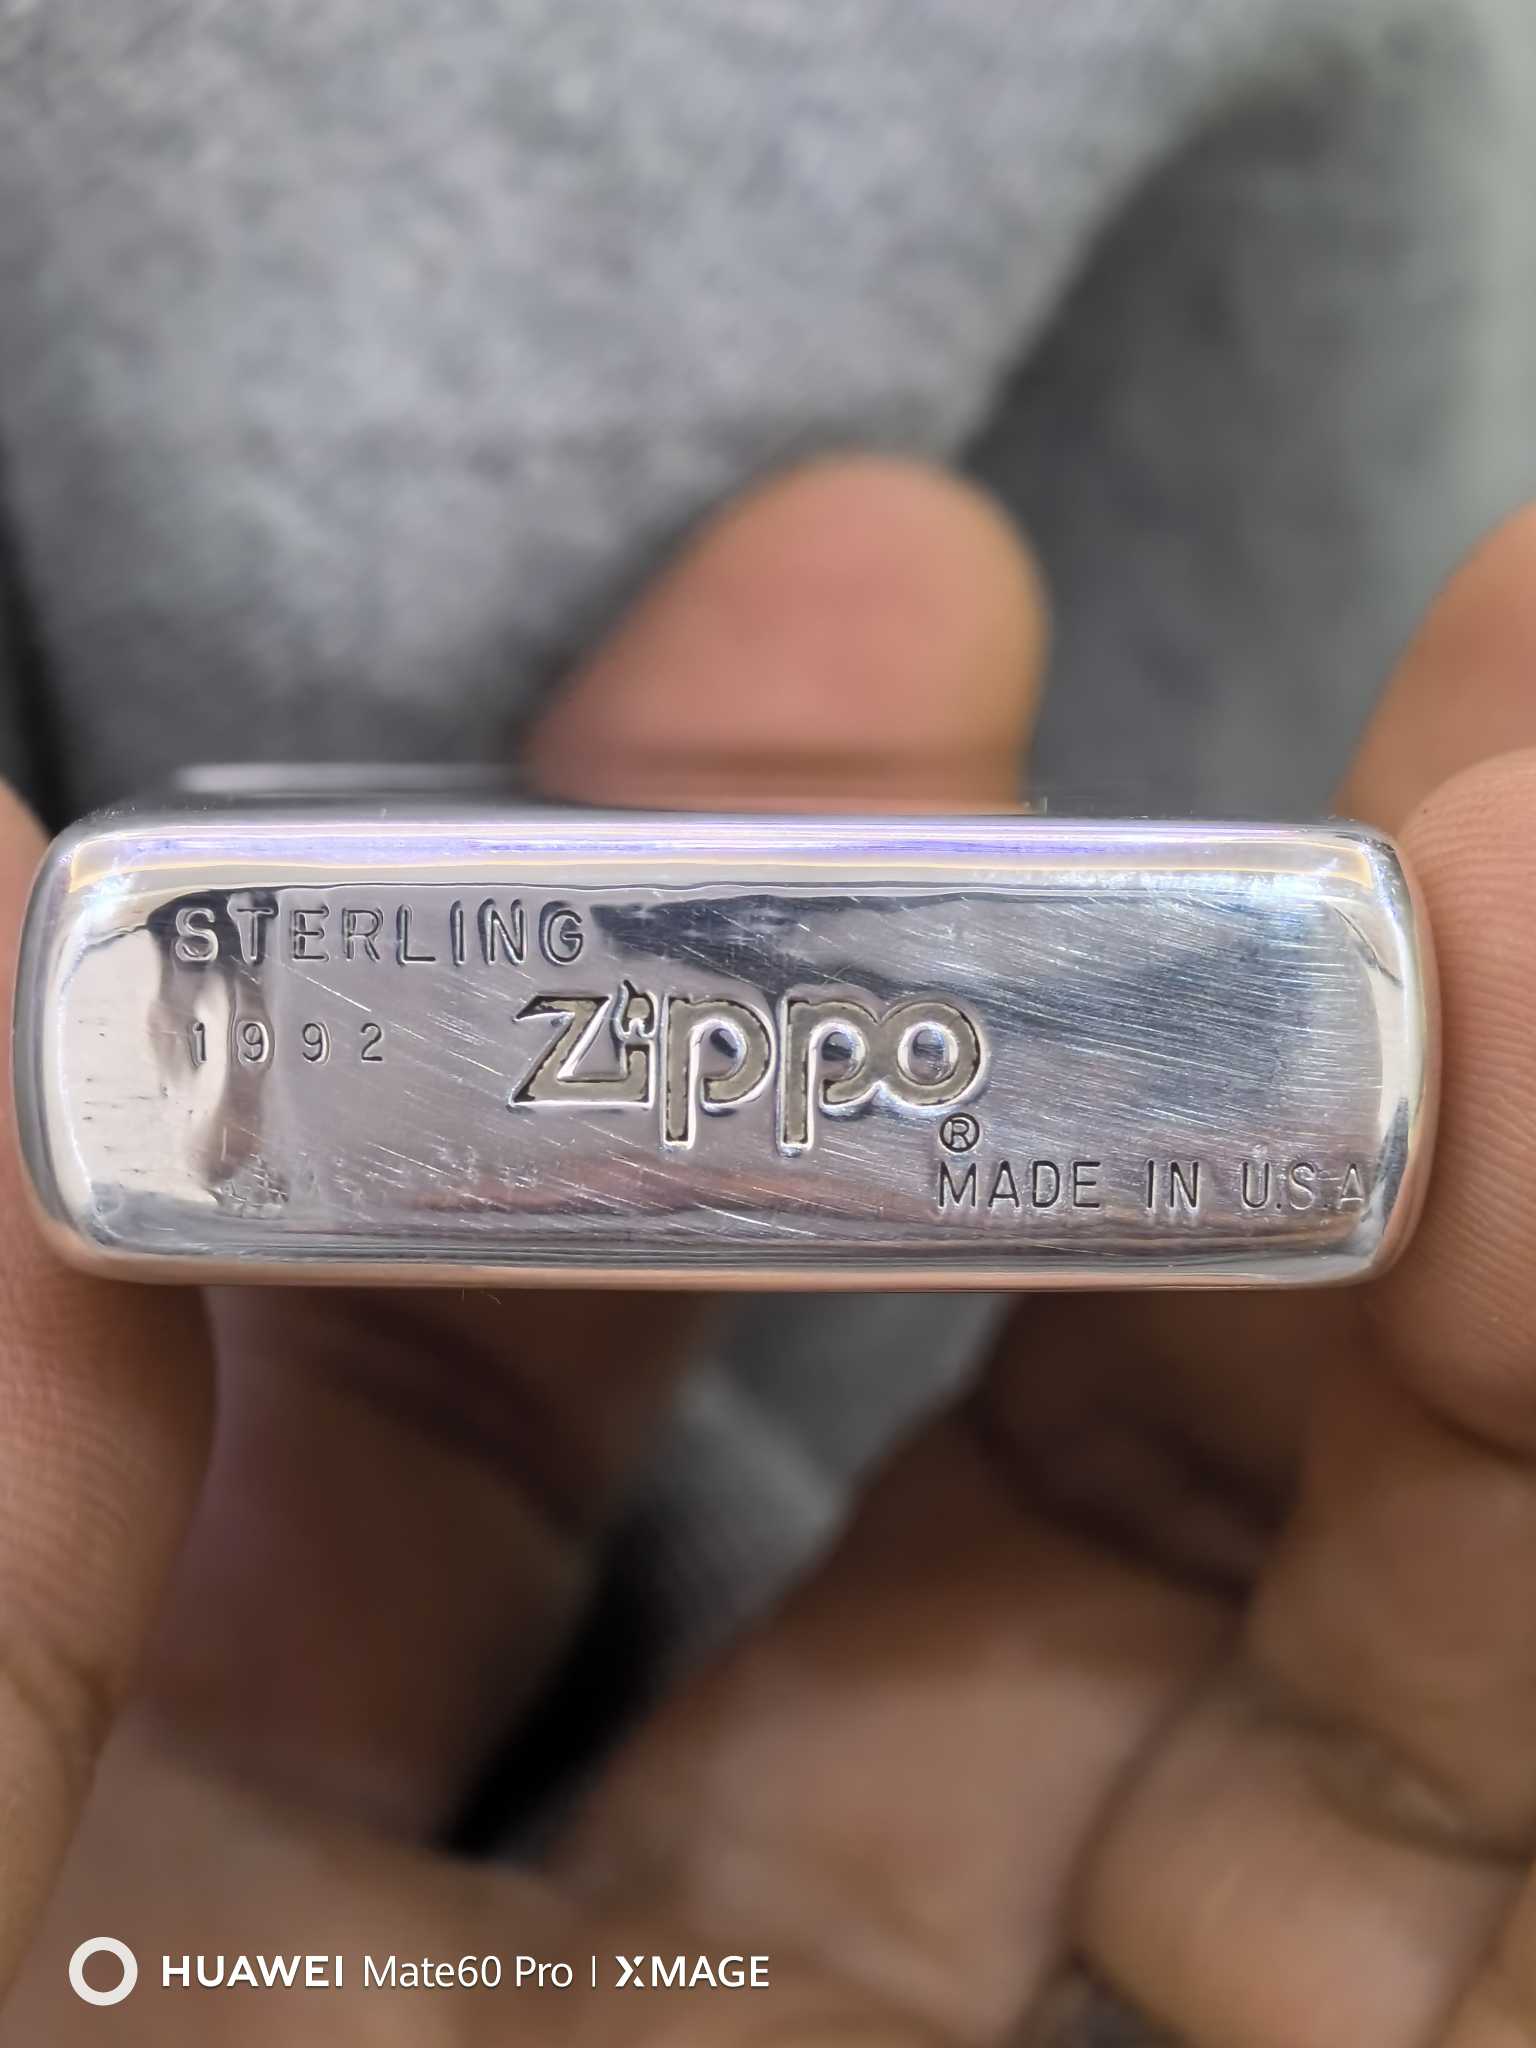 STERLING
1992
Zippo
®
MADE IN U.S.A
HUAWEI Mate60 Pro | XMAGE